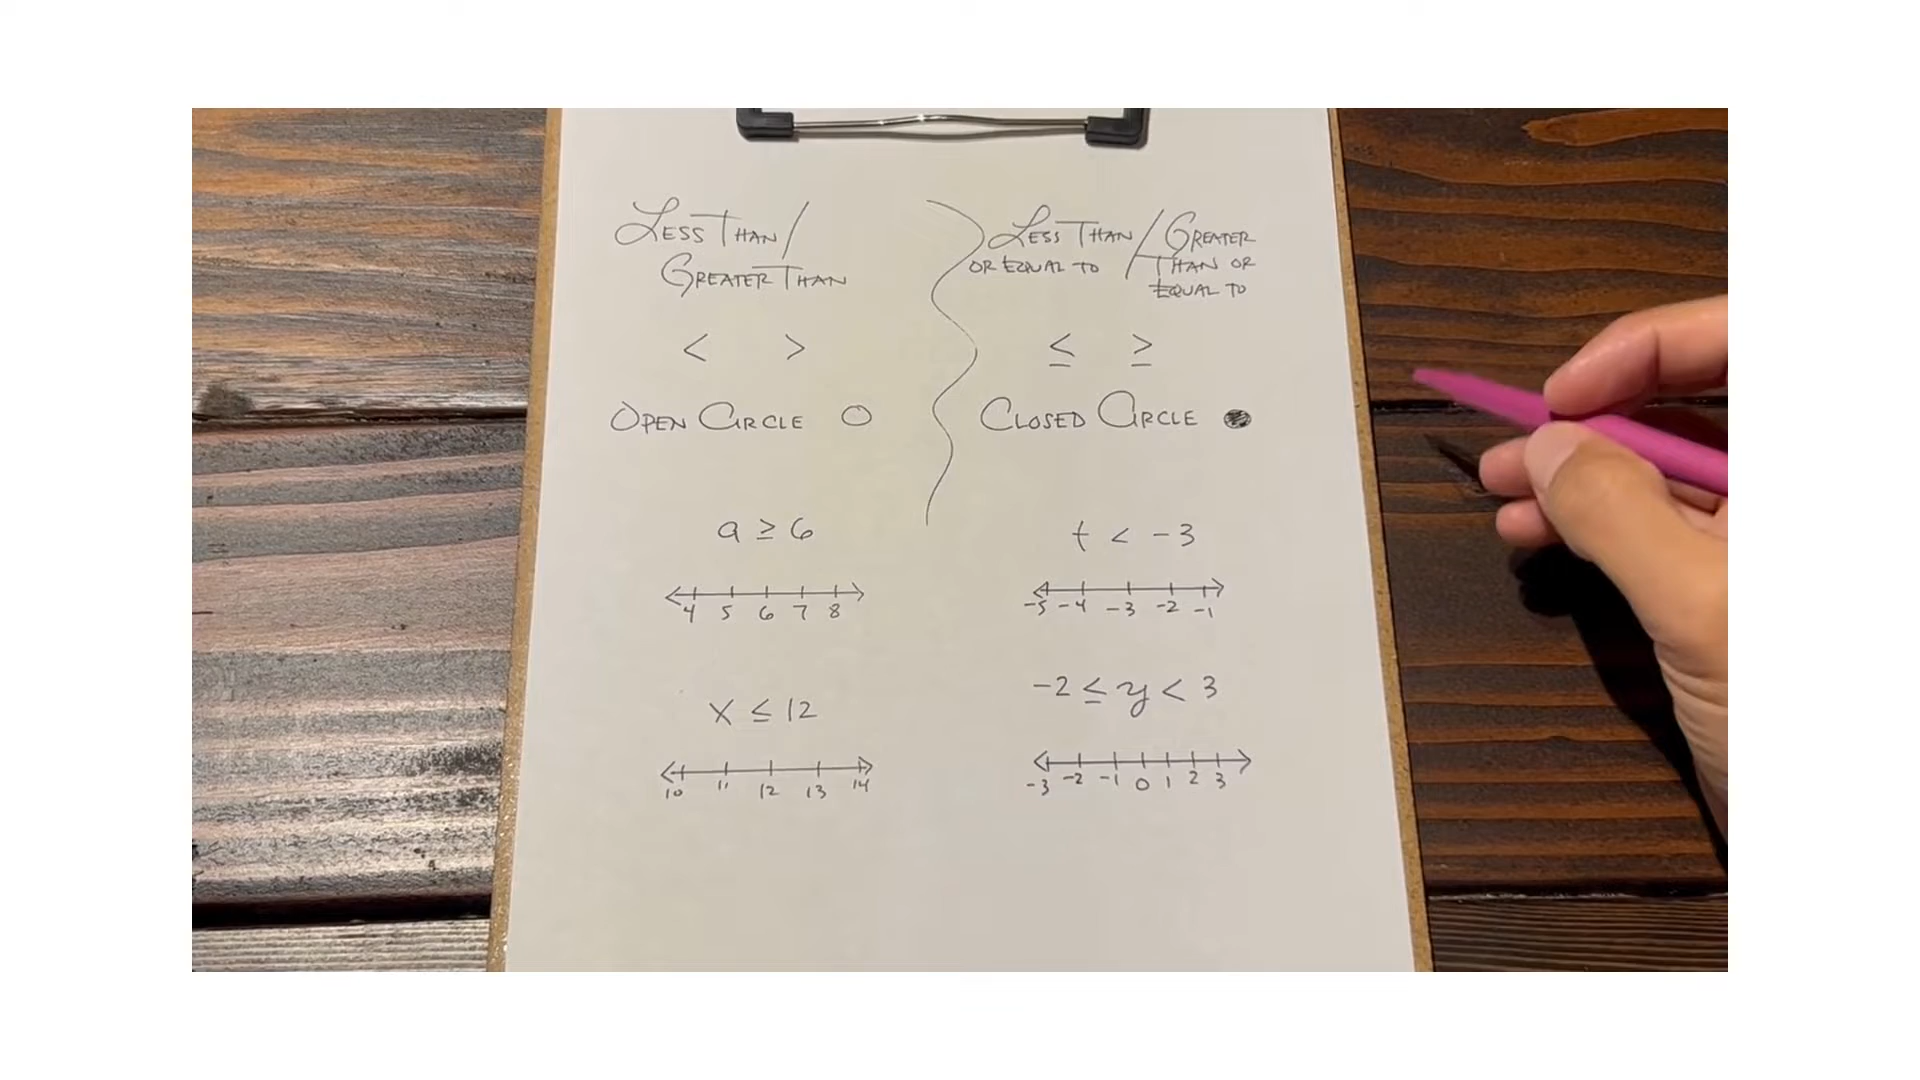 LESS THAN/
GREATER THAN
< >
OPEN CIRCLE
LESS THAN / GREATER
OR EQUAL TO THAN OR
EQUAL TO
≤ ≥
CLOSED CIRCLE
a ≥ 6
4 5 6 7 8
t < -3
-5 -4 -3 -2 -1
x ≤ 12
10 11 12 13 14
-2 ≤ y < 3
-3 -2 -1 0 1 2 3